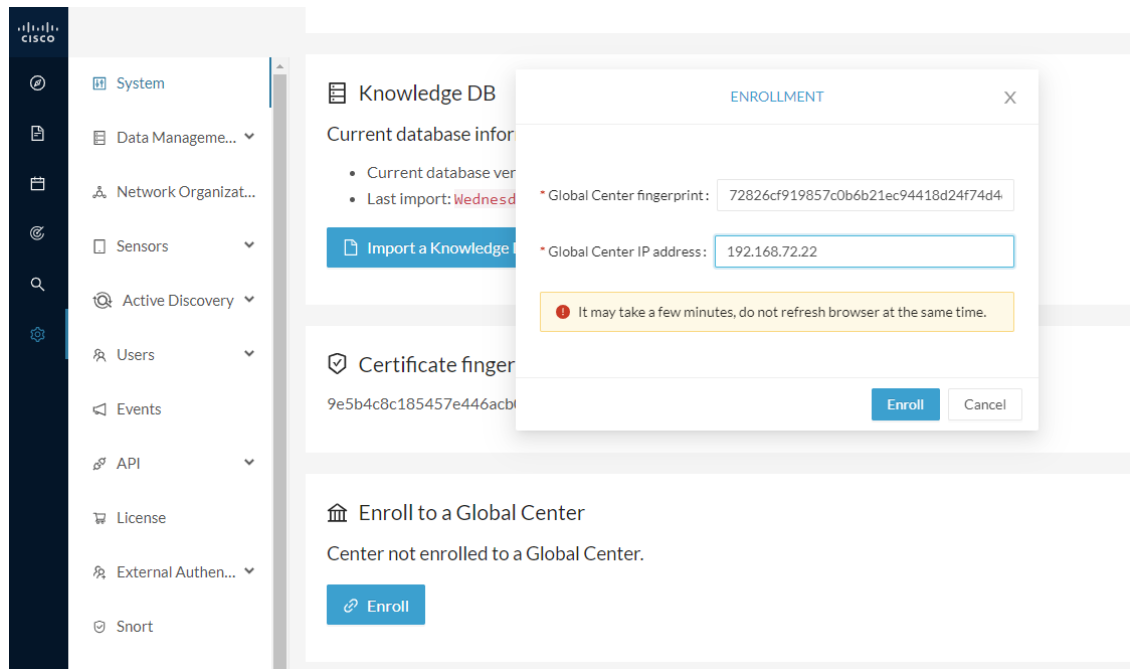 cisco
System
Data Manageme...
Network Organizat...
Sensors
Active Discovery
Users
Events
API
License
External Authen...
Snort
Knowledge DB
Current database infor
Current database ver
Last import: Wednesd
Import a Knowledge
Certificate finger
9e5b4c8c185457e446acb
Enroll to a Global Center
Center not enrolled to a Global Center.
Enroll
ENROLLMENT
* Global Center fingerprint: 72826cf919857c0b6b21ec94418d24f74d4
* Global Center IP address: 192.168.72.22
It may take a few minutes, do not refresh browser at the same time.
Enroll Cancel